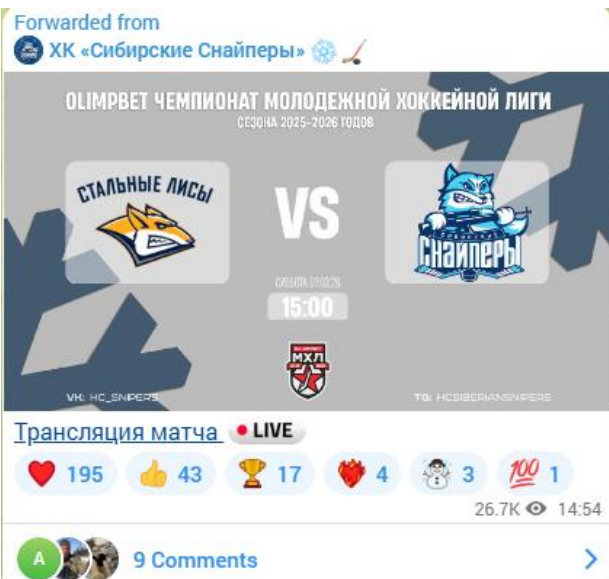 Forwarded from
ХК «Сибирские Снайперы»
OLIMPBET ЧЕМПИОНАТ МОЛОДЕЖНОЙ ХОККЕЙНОЙ ЛИГИ
СЕЗОНА 2025-2026 ГОДОВ
СТАЛЬНЫЕ ЛИСЫ
VS
СНАЙПЕРЫ
СУББОТА
15:00
МХЛ
VK: HC_SNIPERS
TG: HCSIBERIANSNIPERS
Трансляция матча LIVE
195 43 17 4 3 100 1
26.7K 14:54
A
9 Comments